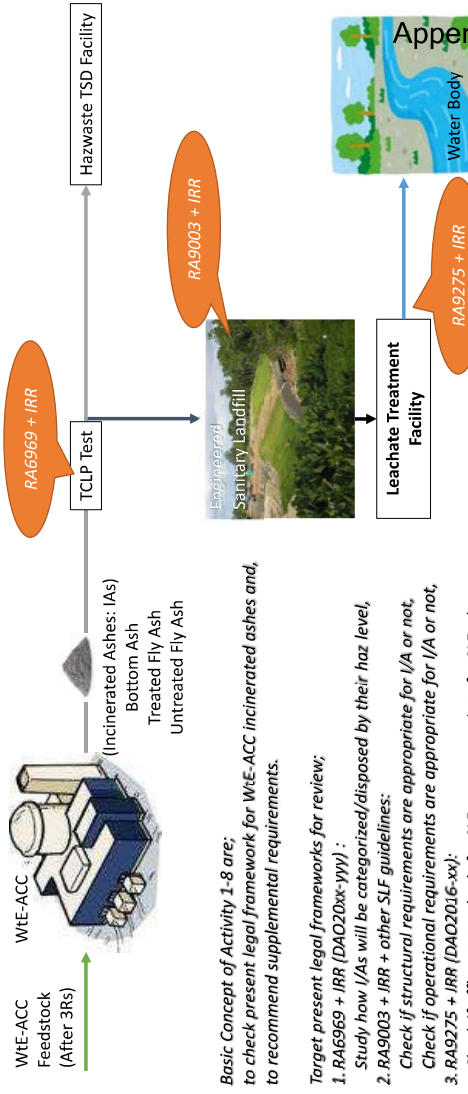 Appen
WtE-ACC
Feedstock
(After 3Rs)
WtE-ACC
(Incinerated Ashes: IAs)
Bottom Ash
Treated Fly Ash
Untreated Fly Ash
RA6969 + IRR
TCLP Test
Hazwaste TSD Facility
RA9003 + IRR
Engineered
Sanitary Landfill
Leachate Treatment
Facility
RA9275 + IRR
Water Body
Basic Concept of Activity 1-8 are;
to check present legal framework for WtE-ACC incinerated ashes and,
to recommend supplemental requirements.
Target present legal frameworks for review;
1. RA6969 + IRR (DAO20xx-yyy) :
Study how I/As will be categorized/disposed by their haz level,
2. RA9003 + IRR + other SLF guidelines:
Check if structural requirements are appropriate for I/A or not,
Check if operational requirements are appropriate for I/A or not,
3. RA9275 + IRR (DAO2016-xx):